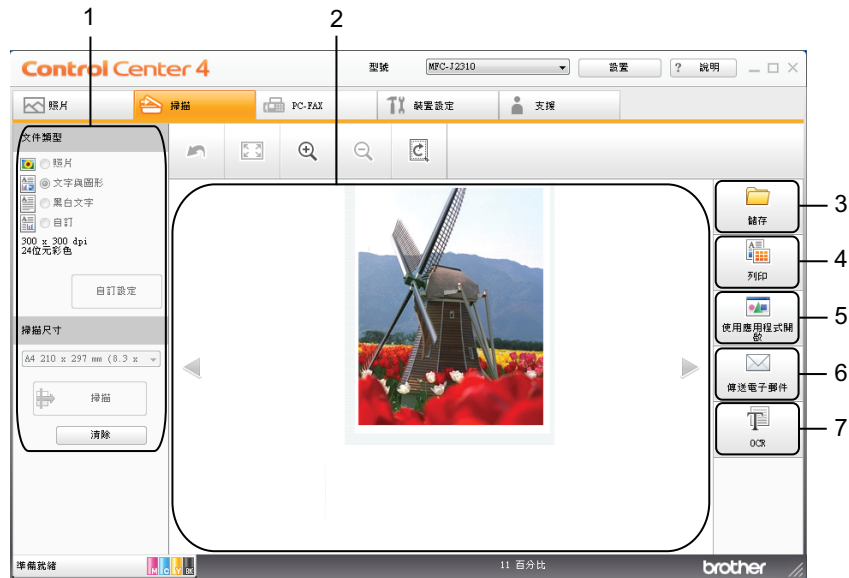 1
2
Control Center 4
型號
MFC-J2310
設置
? 說明
照片
掃描
PC-FAX
裝置設定
支援
文件類型
照片
文字與圖形
黑白文字
自訂
300 x 300 dpi
24位元彩色
自訂設定
掃描尺寸
A4 210 x 297 mm (8.3 x
掃描
清除
儲存
3
列印
4
使用應用程式開
啟
5
傳送電子郵件
6
OCR
7
準備就緒
M C Y BK
11 百分比
brother